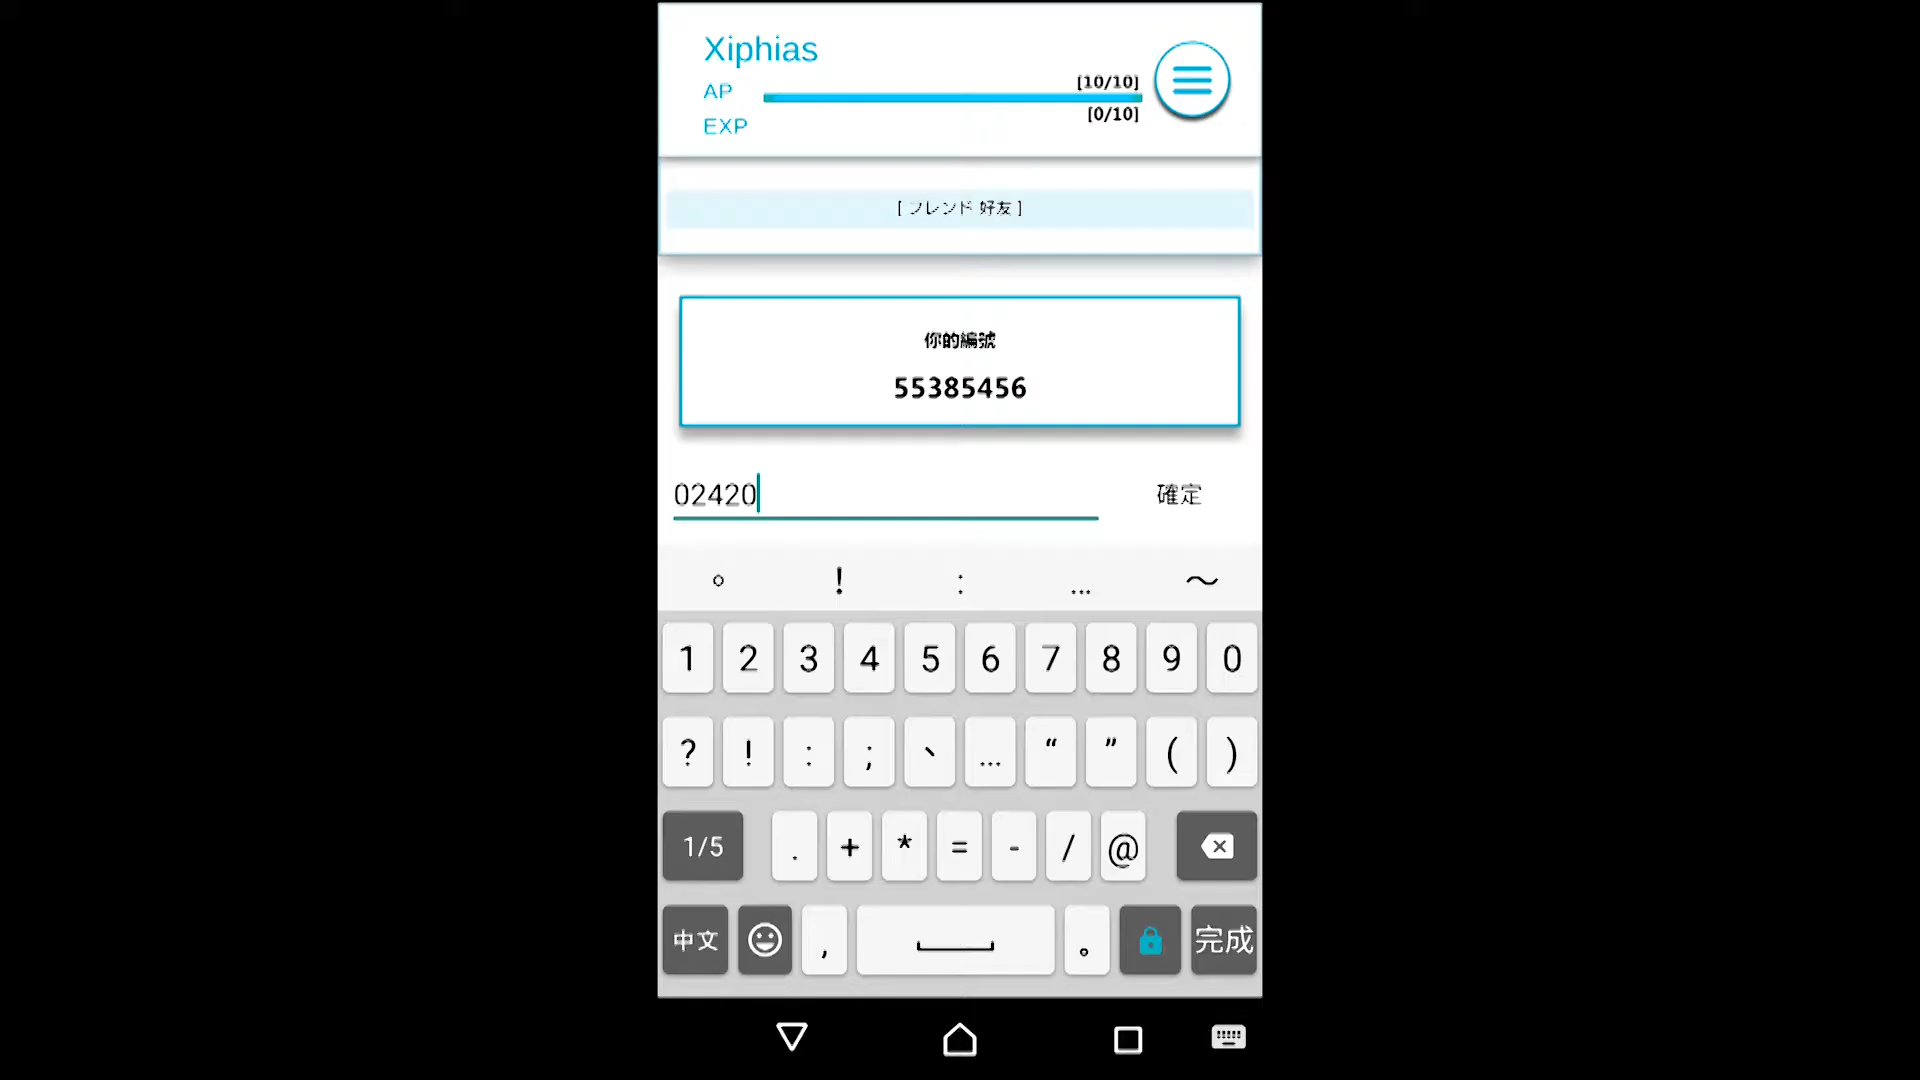 Xiphias
AP
[10/10]
EXP
[0/10]
[ フレンド 好友 ]
你的編號
55385456
02420
確定
。 ! : … ～
1 2 3 4 5 6 7 8 9 0
? ! : ; 、 … “ ” ( )
1/5 . + * = - / @
中文 , 。 完成